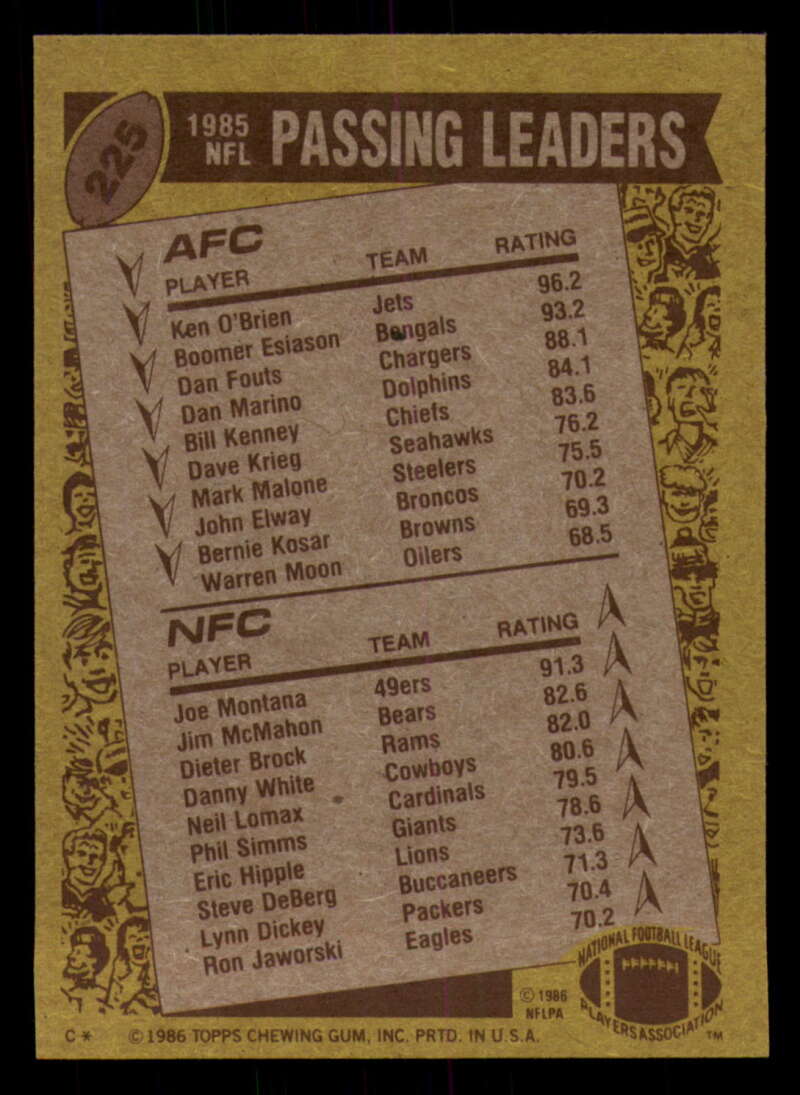 225
1985 NFL PASSING LEADERS
AFC
PLAYER TEAM RATING
Ken O'Brien Jets 96.2
Boomer Esiason Bengals 93.2
Dan Fouts Chargers 88.1
Dan Marino Dolphins 84.1
Bill Kenney Chiefs 83.6
Dave Krieg Seahawks 76.2
Mark Malone Steelers 75.5
John Elway Broncos 70.2
Bernie Kosar Browns 69.3
Warren Moon Oilers 68.5
NFC
PLAYER TEAM RATING
Joe Montana 49ers 91.3
Jim McMahon Bears 82.6
Dieter Brock Rams 82.0
Danny White Cowboys 80.6
Neil Lomax Cardinals 79.5
Phil Simms Giants 78.6
Eric Hipple Lions 73.6
Steve DeBerg Buccaneers 71.3
Lynn Dickey Packers 70.4
Ron Jaworski Eagles 70.2
NATIONAL FOOTBALL LEAGUE
PLAYERS ASSOCIATION
TM
© 1986
NFLPA
C* © 1986 TOPPS CHEWING GUM, INC. PRTD. IN U.S.A.